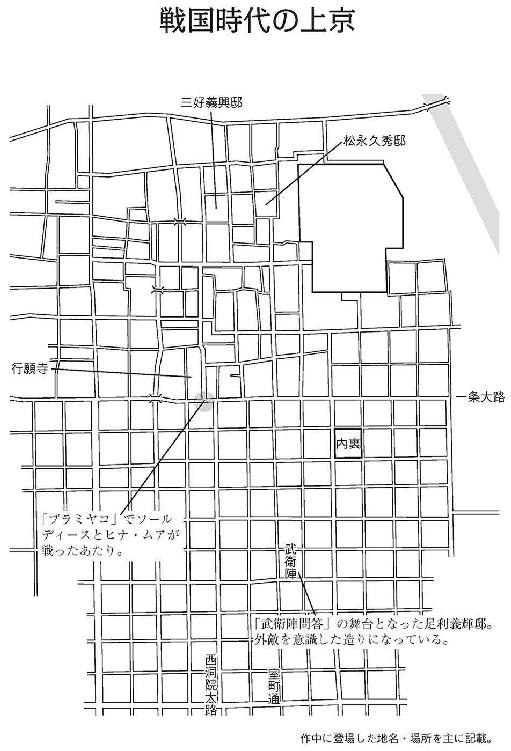 戦国時代の上京
三好義興邸
松永久秀邸
行願寺
一条大路
内裏
「ブラミヤコ」でソール
ディースとヒナ・ムアが
戦ったあたり。
武衛陣
「武衛陣問答」の舞台となった足利義輝邸。
外敵を意識した造りになっている。
西洞院大路
室町通
作中に登場した地名・場所を主に記載。